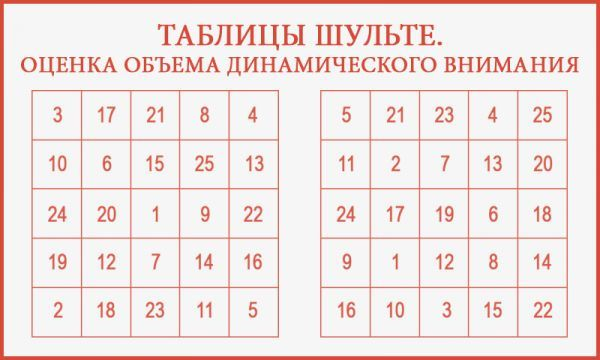 ТАБЛИЦЫ ШУЛЬТЕ.
ОЦЕНКА ОБЪЕМА ДИНАМИЧЕСКОГО ВНИМАНИЯ
3 17 21 8 4
10 6 15 25 13
24 20 1 9 22
19 12 7 14 16
2 18 23 11 5
5 21 23 4 25
11 2 7 13 20
24 17 19 6 18
9 1 12 8 14
16 10 3 15 22